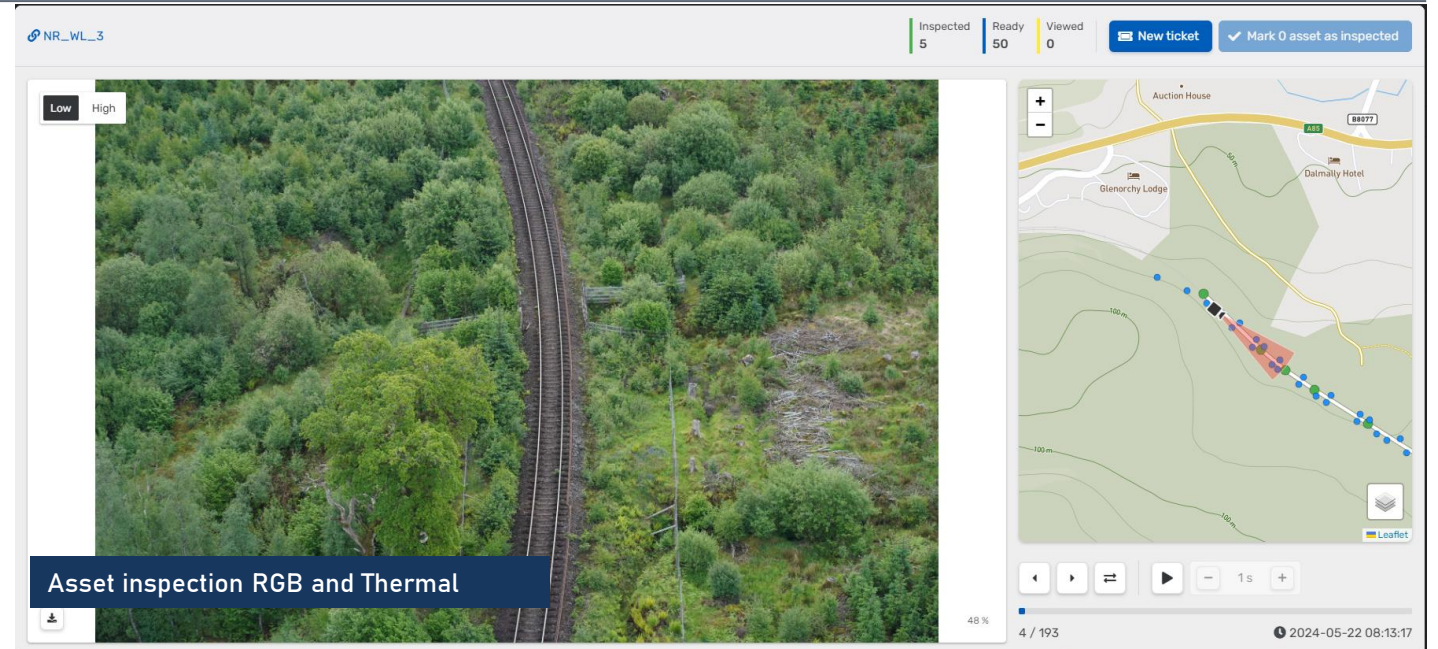 NR_WL_3
Inspected
5
Ready
50
Viewed
0
New ticket
Mark 0 asset as inspected
Low
High
+
−
Auction House
B8077
A85
50 m
Dalmally Hotel
Glenorchy Lodge
100 m
100 m
100 m
Leaflet
Asset inspection RGB and Thermal
48 %
− 1 s +
4 / 193
2024-05-22 08:13:17